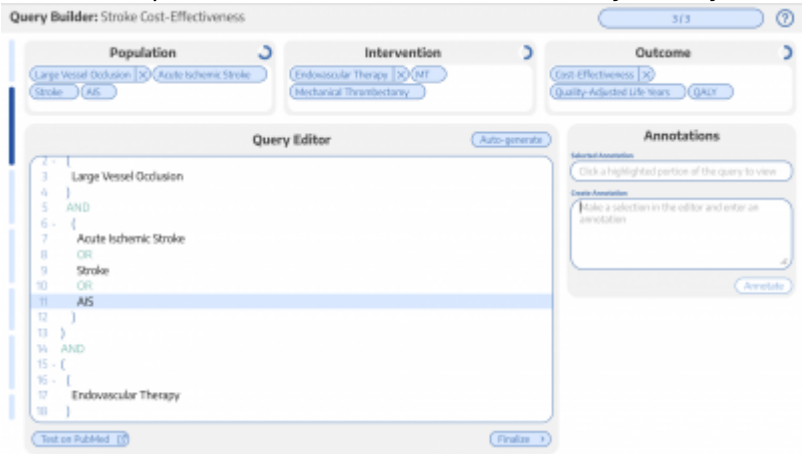 Query Builder: Stroke Cost-Effectiveness
3/3
?
Population
Large Vessel Occlusion X Acute Ischemic Stroke
Stroke AIS
Intervention
Endovascular Therapy X MT
Mechanical Thrombectomy
Outcome
Cost-Effectiveness X
Quality-Adjusted Life Years QALY
Query Editor
Auto-generate
2 - (
3 Large Vessel Occlusion
4 )
5 AND
6 - (
7 Acute Ischemic Stroke
8 OR
9 Stroke
10 OR
11 AIS
12 )
13 )
14 AND
15 - (
16 - (
17 Endovascular Therapy
18 )
Test on PubMed
Finalize >
Annotations
Selected Annotation
Click a highlighted portion of the query to view
Create Annotation
Make a selection in the editor and enter an
annotation
Annotate